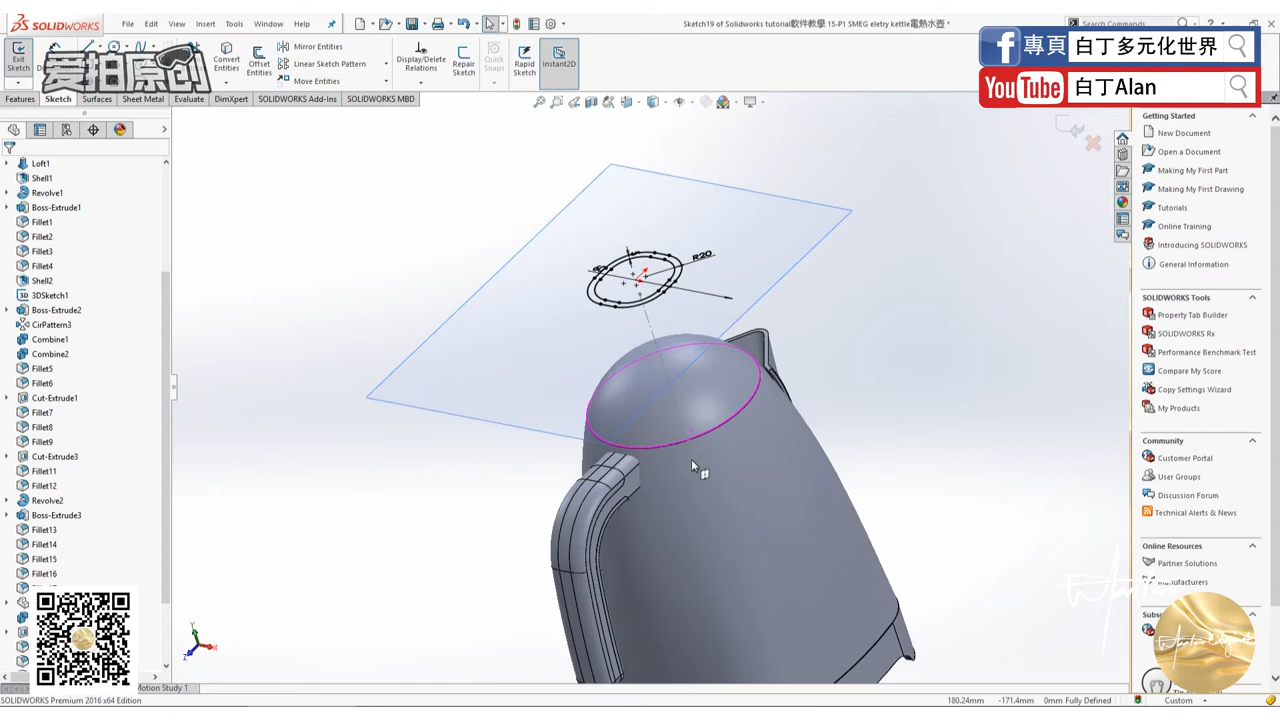 SOLIDWORKS
File Edit View Insert Tools Window Help
Sketch19 of Solidworks tutorial軟件教學 15-P1 SMEG eletry kettle電熱水壺 *
Search Commands
專頁 白丁多元化世界
YouTube 白丁Alan
Exit Sketch
愛拍原创
Convert Entities
Offset Entities
Mirror Entities
Linear Sketch Pattern
Move Entities
Display/Delete Relations
Repair Sketch
Quick Snaps
Rapid Sketch
Instant2D
Features Sketch Surfaces Sheet Metal Evaluate DimXpert SOLIDWORKS Add-Ins SOLIDWORKS MBD
Loft1
Shell1
Revolve1
Boss-Extrude1
Fillet1
Fillet2
Fillet3
Fillet4
Shell2
3DSketch1
Boss-Extrude2
CirPattern3
Combine1
Combine2
Fillet5
Fillet6
Cut-Extrude1
Fillet7
Fillet8
Fillet9
Cut-Extrude3
Fillet11
Fillet12
Revolve2
Boss-Extrude3
Fillet13
Fillet14
Fillet15
Fillet16
R20
Y
X
Z
Getting Started
New Document
Open a Document
Making My First Part
Making My First Drawing
Tutorials
Online Training
Introducing SOLIDWORKS
General Information
SOLIDWORKS Tools
Property Tab Builder
SOLIDWORKS Rx
Performance Benchmark Test
Compare My Score
Copy Settings Wizard
My Products
Community
Customer Portal
User Groups
Discussion Forum
Technical Alerts & News
Online Resources
Partner Solutions
Manufacturers
Motion Study 1
SOLIDWORKS Premium 2016 x64 Edition
180.24mm -171.4mm 0mm Fully Defined
Custom